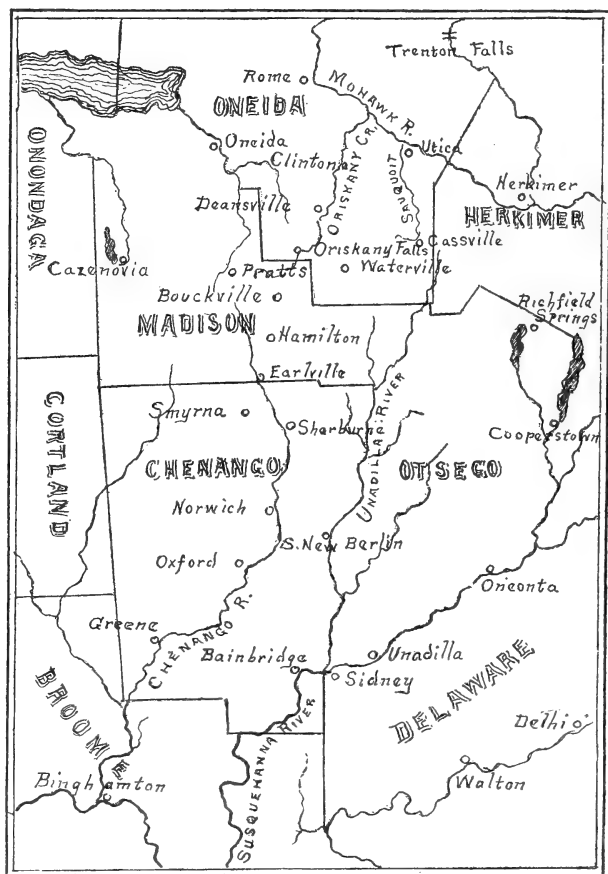 Trenton Falls
Rome
MOHAWK R.
ONEIDA
ONONDAGA
Oneida
Clinton
ORISKANY CR.
SAUQUOIT
Utica
Herkimer
HERKIMER
Deansville
Cazenovia
Pratts
Oriskany Falls
Cassville
Waterville
Bouckville
MADISON
Richfield
Springs
Hamilton
Earlville
CORTLAND
Smyrna
Sharburne
UNADILLA RIVER
Cooperstown
CHENANGO
OTSEGO
Norwich
S. New Berlin
Oxford
Oneonta
Greene
CHENANGO R.
Bainbridge
Unadilla
Sidney
BROOME
DELAWARE
SUSQUEHANNA RIVER
Delhi
Walton
Binghamton